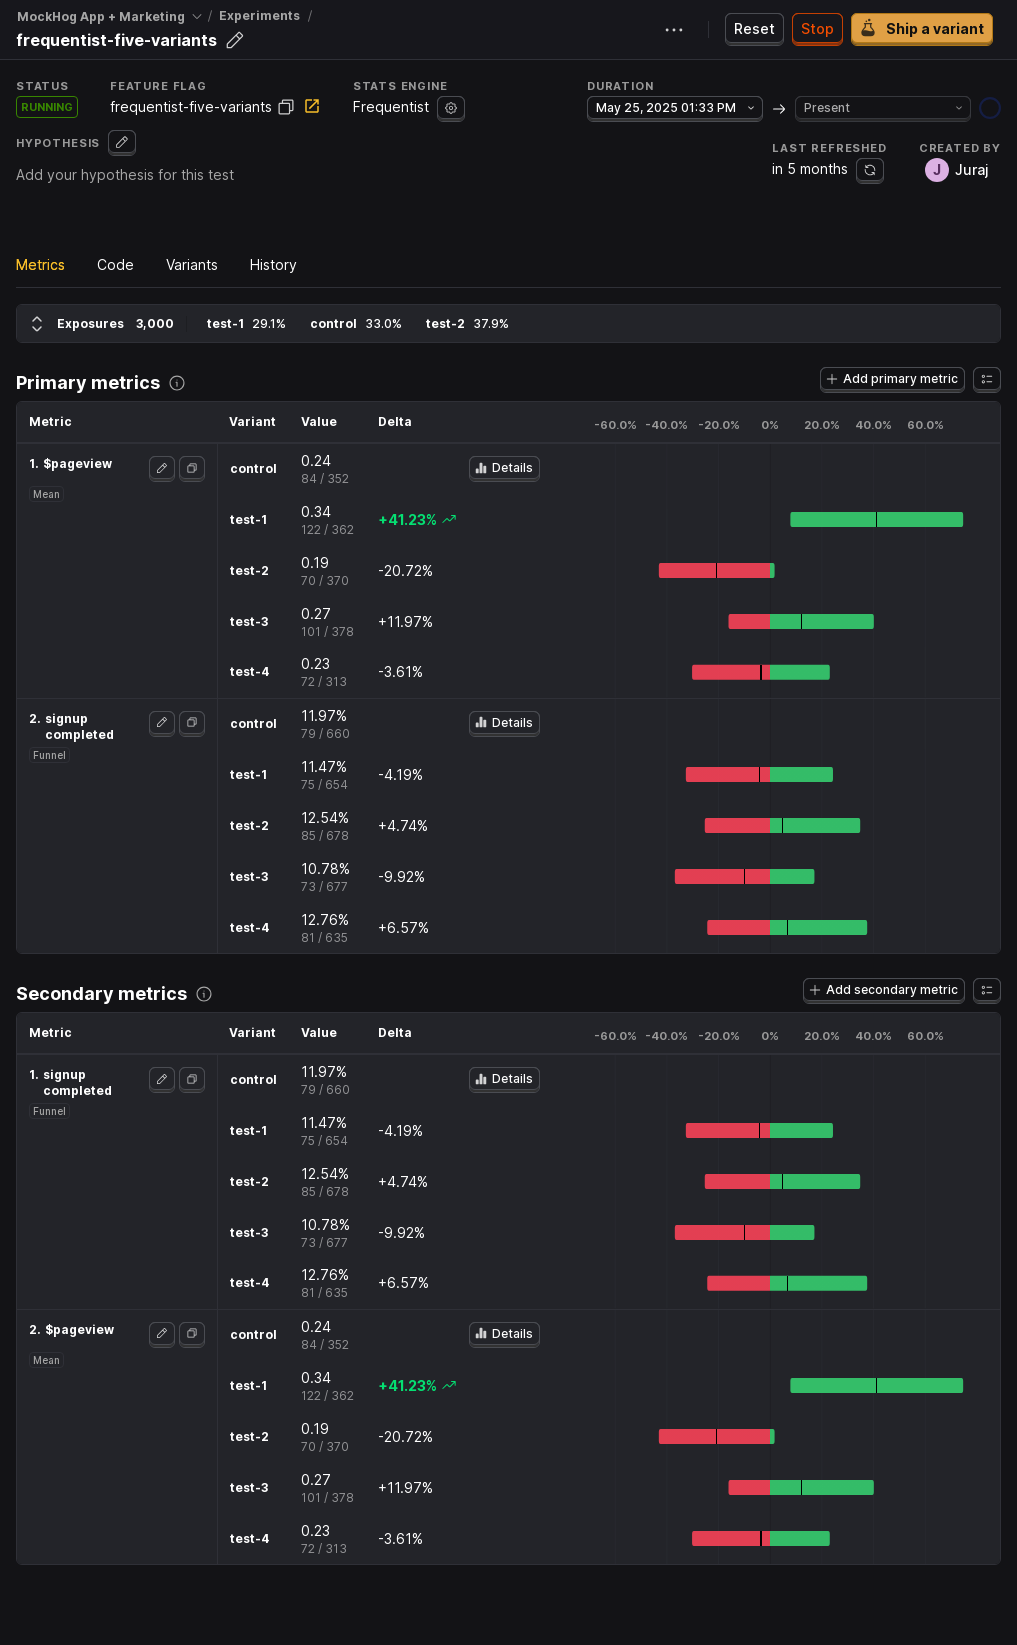 MockHog App + Marketing / Experiments /
frequentist-five-variants
Reset Stop Ship a variant
STATUS FEATURE FLAG STATS ENGINE DURATION
RUNNING frequentist-five-variants Frequentist May 25, 2025 01:33 PM → Present
HYPOTHESIS
Add your hypothesis for this test
LAST REFRESHED CREATED BY
in 5 months J Juraj
Metrics Code Variants History
Exposures 3,000 test-1 29.1% control 33.0% test-2 37.9%
Primary metrics
+ Add primary metric
Metric Variant Value Delta -60.0% -40.0% -20.0% 0% 20.0% 40.0% 60.0%
1. $pageview
Mean
control 0.24 Details
84 / 352
test-1 0.34 +41.23%
122 / 362
test-2 0.19 -20.72%
70 / 370
test-3 0.27 +11.97%
101 / 378
test-4 0.23 -3.61%
72 / 313
2. signup
completed
Funnel
control 11.97% Details
79 / 660
test-1 11.47% -4.19%
75 / 654
test-2 12.54% +4.74%
85 / 678
test-3 10.78% -9.92%
73 / 677
test-4 12.76% +6.57%
81 / 635
Secondary metrics
+ Add secondary metric
Metric Variant Value Delta -60.0% -40.0% -20.0% 0% 20.0% 40.0% 60.0%
1. signup
completed
Funnel
control 11.97% Details
79 / 660
test-1 11.47% -4.19%
75 / 654
test-2 12.54% +4.74%
85 / 678
test-3 10.78% -9.92%
73 / 677
test-4 12.76% +6.57%
81 / 635
2. $pageview
Mean
control 0.24 Details
84 / 352
test-1 0.34 +41.23%
122 / 362
test-2 0.19 -20.72%
70 / 370
test-3 0.27 +11.97%
101 / 378
test-4 0.23 -3.61%
72 / 313